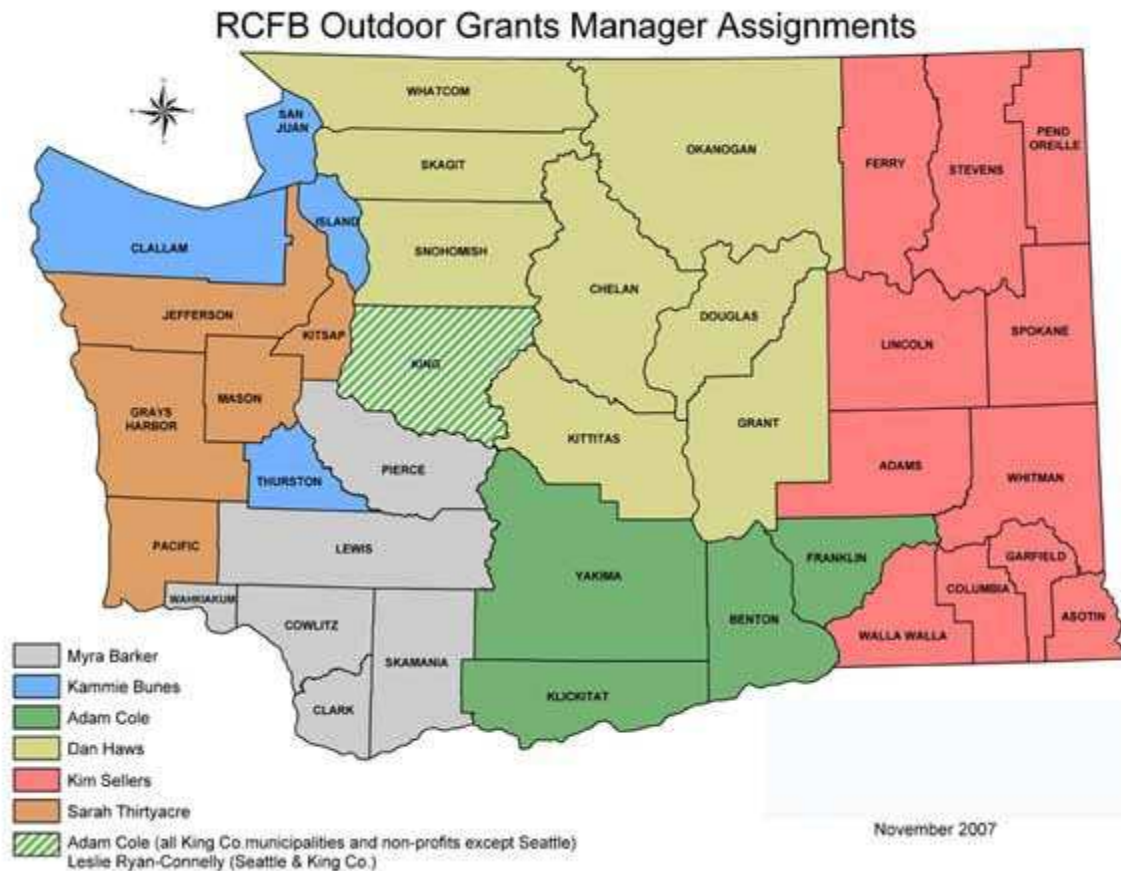 RCFB Outdoor Grants Manager Assignments
WHATCOM
SAN
JUAN
OKANOGAN
PEND
OREILLE
FERRY
STEVENS
SKAGIT
ISLAND
CLALLAM
SNOHOMISH
CHELAN
JEFFERSON
DOUGLAS
KITSAP
SPOKANE
LINCOLN
KING
MASON
GRAYS
HARBOR
GRANT
KITTITAS
ADAMS
PIERCE
WHITMAN
THURSTON
PACIFIC
LEWIS
FRANKLIN
GARFIELD
YAKIMA
COLUMBIA
WAHKIAKUM
ASOTIN
BENTON
COWLITZ
WALLA WALLA
SKAMANIA
KLICKITAT
CLARK
Myra Barker
Kammie Bunes
Adam Cole
Dan Haws
Kim Sellers
Sarah Thirtyacre
Adam Cole (all King Co.municipalities and non-profits except Seattle)
Leslie Ryan-Connelly (Seattle & King Co.)
November 2007